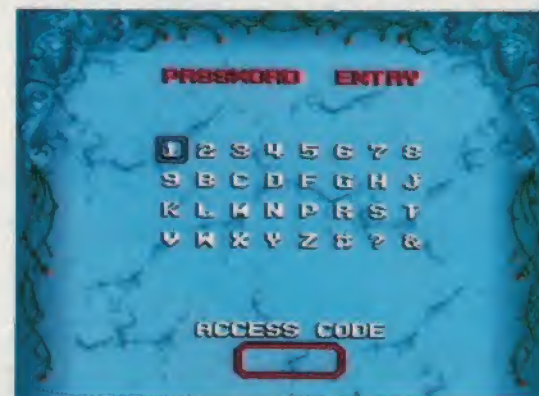 PASSWORD ENTRY
1 2 3 4 5 6 7 8
9 B C D F G H J
K L M N P R S T
V W X Y Z ? &
ACCESS CODE